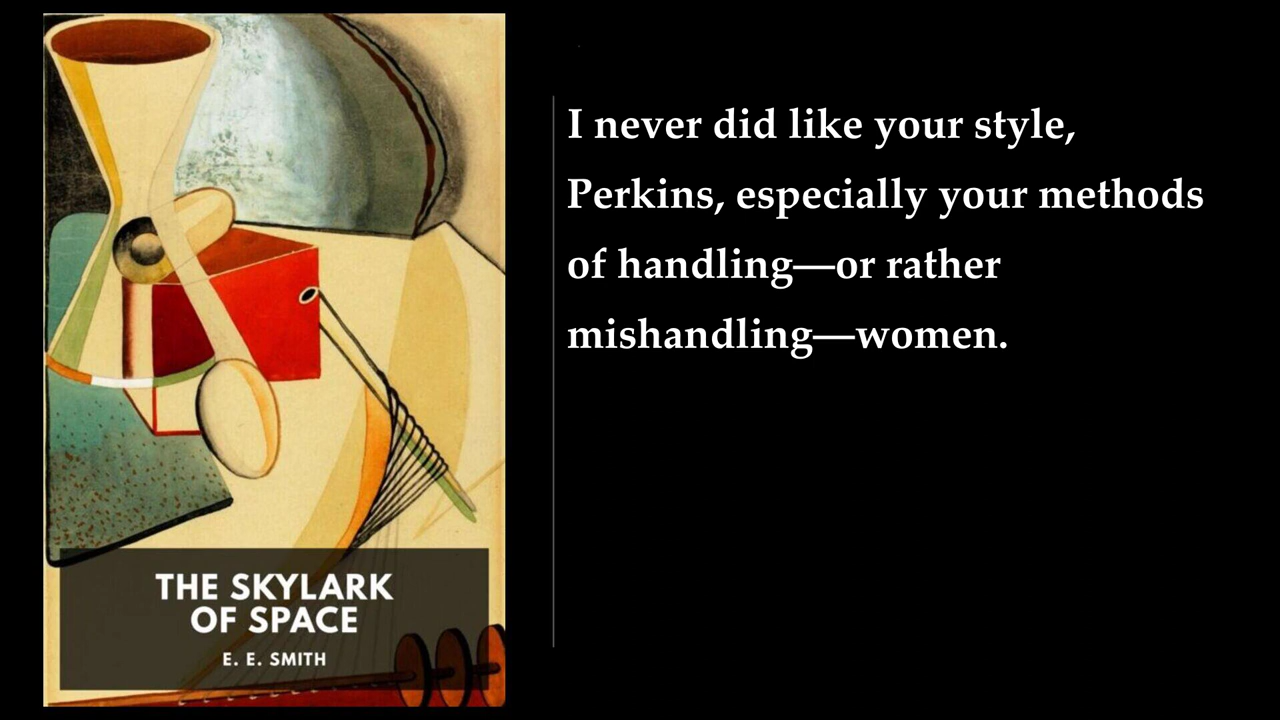 THE SKYLARK
OF SPACE
E. E. SMITH
I never did like your style,
Perkins, especially your methods
of handling—or rather
mishandling—women.